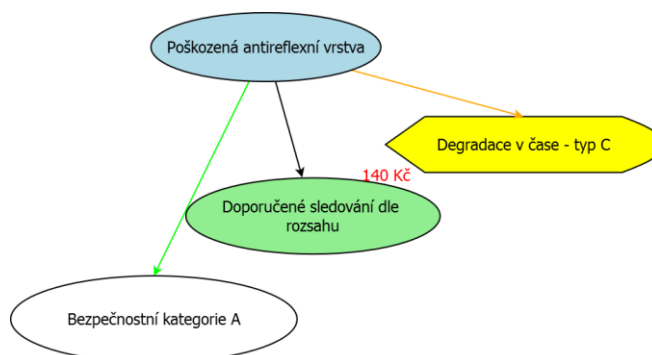 Poškozená antireflexní vrstva
Degradace v čase - typ C
140 Kč
Doporučené sledování dle
rozsahu
Bezpečnostní kategorie A